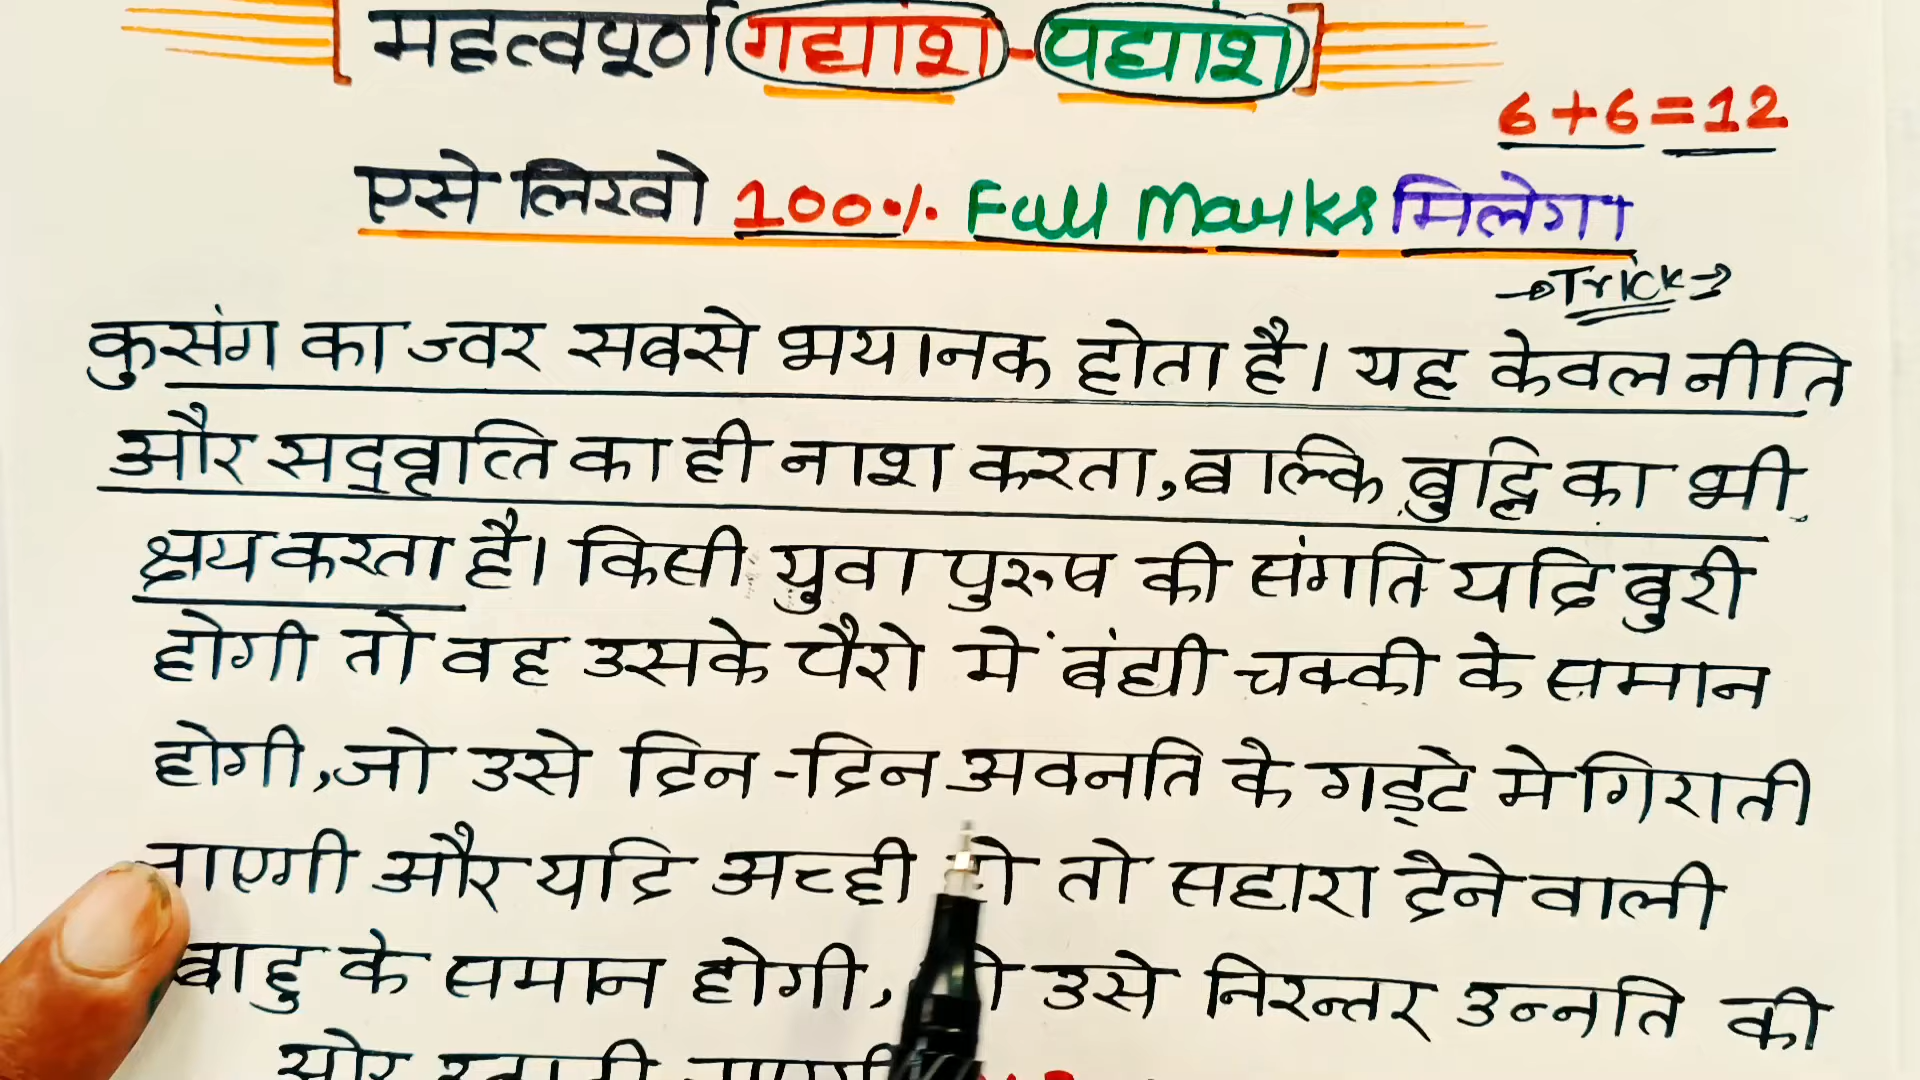 महत्वपूर्ण गद्यांश - पद्यांश
6+6=12
एसे लिखो 100% Full Marks मिलेगा
Trick
कुसंग का ज्वर सबसे भयानक होता है। यह केवल नीति
और सद्वृत्ति का ही नाश करता, बल्कि बुद्धि का भी
क्षय करता है। किसी युवा पुरुष की संगति यदि बुरी
होगी तो वह उसके पैरो में बंधी चक्की के समान
होगी, जो उसे दिन-दिन अवनति के गड्टे मे गिराती
जाएगी और यदि अच्छी हो तो सहारा देने वाली
बाहु के समान होगी, जो उसे निरन्तर उन्नति की
ओर